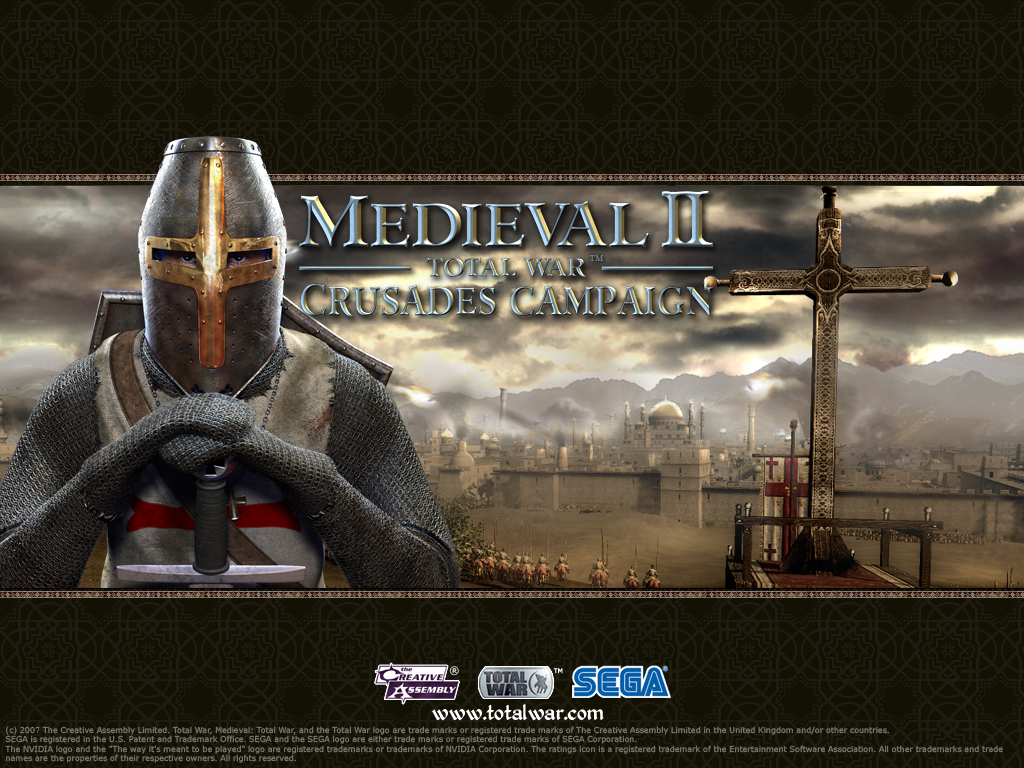 MEDIEVAL II
TOTAL WAR™
CRUSADES CAMPAIGN
the CREATIVE ASSEMBLY®
TOTAL WAR™
SEGA®
www.totalwar.com
(c) 2007 The Creative Assembly Limited. Total War, Medieval: Total War, and the Total War logo are trade marks or registered trade marks of The Creative Assembly Limited in the United Kingdom and/or other countries.
SEGA is registered in the U.S. Patent and Trademark Office. SEGA and the SEGA logo are either trade marks or registered trade marks of SEGA Corporation.
The NVIDIA logo and the "The way it's meant to be played" logo are registered trademarks or trademarks of NVIDIA Corporation. The ratings icon is a registered trademark of the Entertainment Software Association. All other trademarks and trade
names are the properties of their respective owners. All rights reserved.